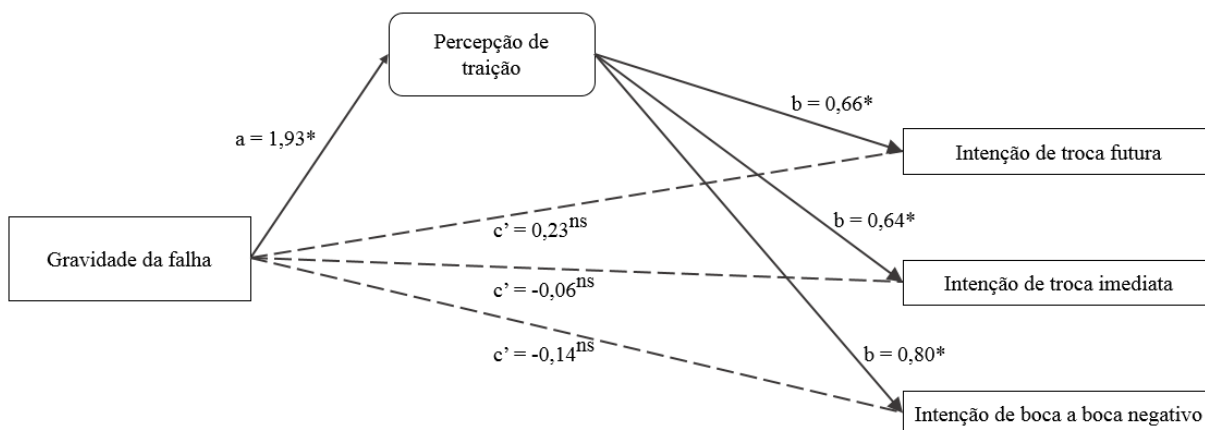 Percepção de
traição
a = 1,93*
b = 0,66*
Intenção de troca futura
b = 0,64*
c’ = 0,23ns
Gravidade da falha
Intenção de troca imediata
c’ = -0,06ns
c’ = -0,14ns
b = 0,80*
Intenção de boca a boca negativo